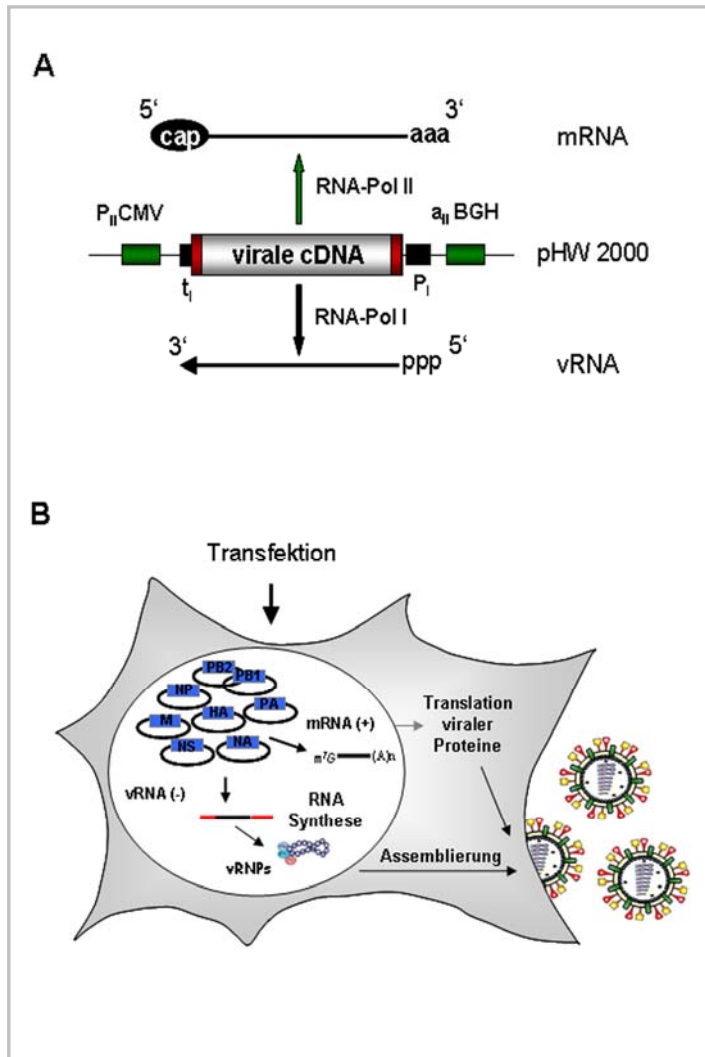 A
5‘ 3‘
cap aaa mRNA
RNA-Pol II
PIICMV aII BGH
virale cDNA pHW 2000
tI PI
RNA-Pol I
3‘ 5‘
ppp vRNA
B
Transfektion
PB2
PB1
NP
PA
HA
M
NS
NA
mRNA (+)
m7G (A)n
Translation
viraler
Proteine
vRNA (-)
RNA
Synthese
vRNPs
Assemblierung